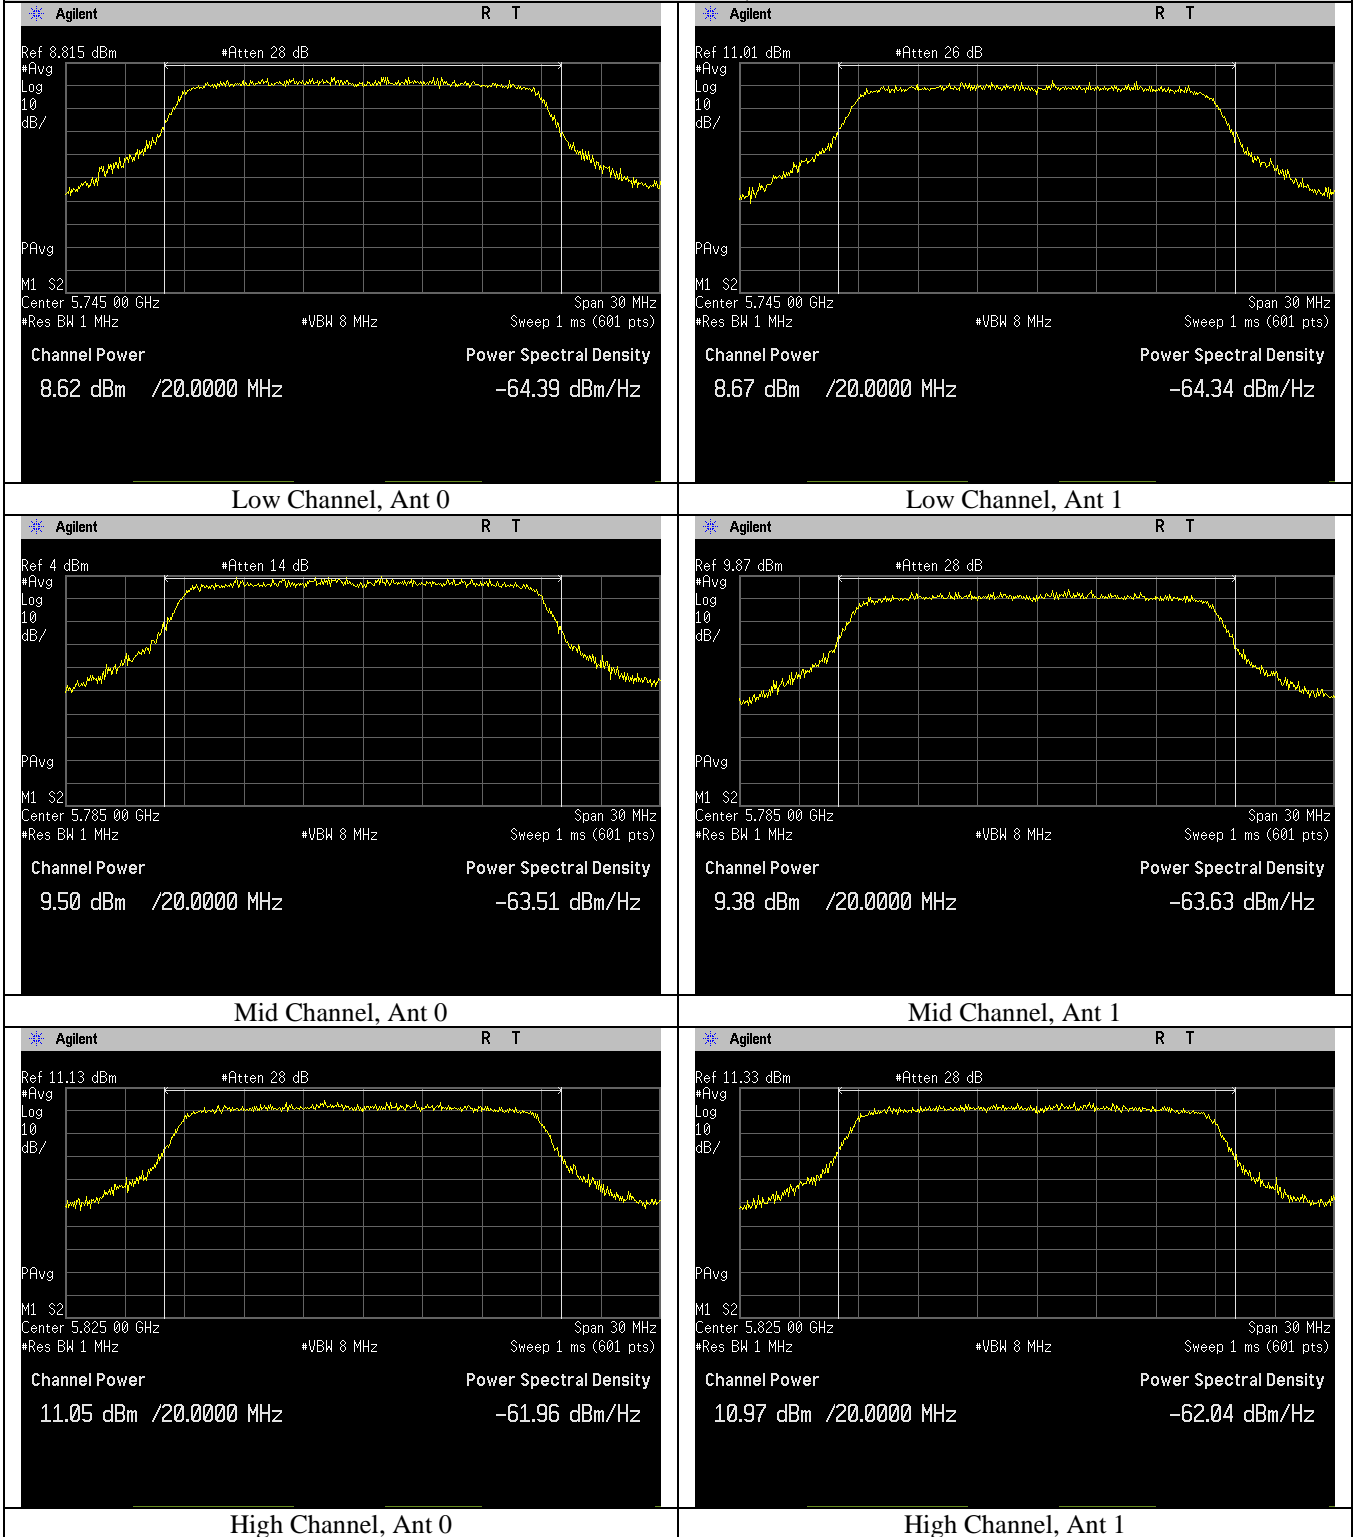 Agilent R T
Ref 8.815 dBm #Atten 28 dB
#Avg
Log
10
dB/
PAvg
M1 S2
Center 5.745 00 GHz Span 30 MHz
#Res BW 1 MHz #VBW 8 MHz Sweep 1 ms (601 pts)
Channel Power Power Spectral Density
8.62 dBm /20.0000 MHz -64.39 dBm/Hz
Low Channel, Ant 0
Agilent R T
Ref 11.01 dBm #Atten 26 dB
#Avg
Log
10
dB/
PAvg
M1 S2
Center 5.745 00 GHz Span 30 MHz
#Res BW 1 MHz #VBW 8 MHz Sweep 1 ms (601 pts)
Channel Power Power Spectral Density
8.67 dBm /20.0000 MHz -64.34 dBm/Hz
Low Channel, Ant 1
Agilent R T
Ref 4 dBm #Atten 14 dB
#Avg
Log
10
dB/
PAvg
M1 S2
Center 5.785 00 GHz Span 30 MHz
#Res BW 1 MHz #VBW 8 MHz Sweep 1 ms (601 pts)
Channel Power Power Spectral Density
9.50 dBm /20.0000 MHz -63.51 dBm/Hz
Mid Channel, Ant 0
Agilent R T
Ref 9.87 dBm #Atten 28 dB
#Avg
Log
10
dB/
PAvg
M1 S2
Center 5.785 00 GHz Span 30 MHz
#Res BW 1 MHz #VBW 8 MHz Sweep 1 ms (601 pts)
Channel Power Power Spectral Density
9.38 dBm /20.0000 MHz -63.63 dBm/Hz
Mid Channel, Ant 1
Agilent R T
Ref 11.13 dBm #Atten 28 dB
#Avg
Log
10
dB/
PAvg
M1 S2
Center 5.825 00 GHz Span 30 MHz
#Res BW 1 MHz #VBW 8 MHz Sweep 1 ms (601 pts)
Channel Power Power Spectral Density
11.05 dBm /20.0000 MHz -61.96 dBm/Hz
High Channel, Ant 0
Agilent R T
Ref 11.33 dBm #Atten 28 dB
#Avg
Log
10
dB/
PAvg
M1 S2
Center 5.825 00 GHz Span 30 MHz
#Res BW 1 MHz #VBW 8 MHz Sweep 1 ms (601 pts)
Channel Power Power Spectral Density
10.97 dBm /20.0000 MHz -62.04 dBm/Hz
High Channel, Ant 1